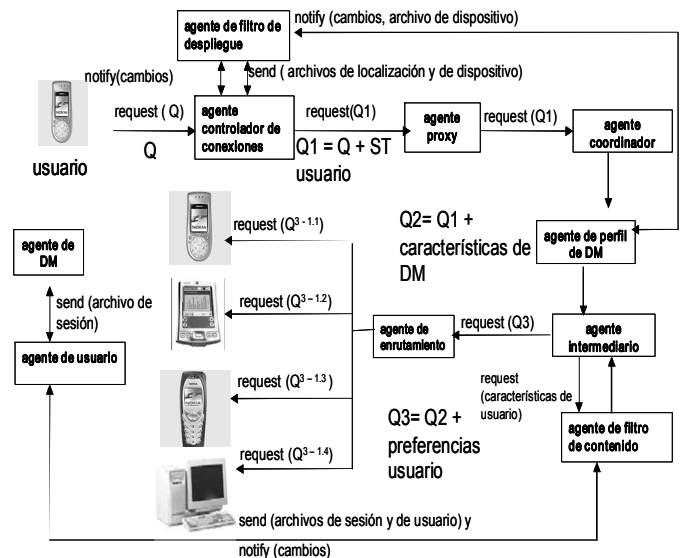 notify (cambios, archivo de dispositivo)
agente de filtro de
despliegue
notify(cambios)
send ( archivos de localización y de dispositivo)
request ( Q)
Q
usuario
agente
controlador de
conexiones
request(Q1)
Q1 = Q + ST
usuario
agente
proxy
request (Q1)
agente
coordinador
Q2= Q1 +
características de
DM
agente de perfil
de DM
agente de
DM
send (archivo de
sesión)
agente de usuario
request (Q3 - 1.1)
request (Q3 – 1.2)
request (Q3 – 1.3)
request (Q3 – 1.4)
agente de
enrutamiento
request (Q3)
agente
intermediario
request
(características de
usuario)
Q3= Q2 +
preferencias
usuario
agente de filtro
de contenido
send (archivos de sesión y de usuario) y
notify (cambios)